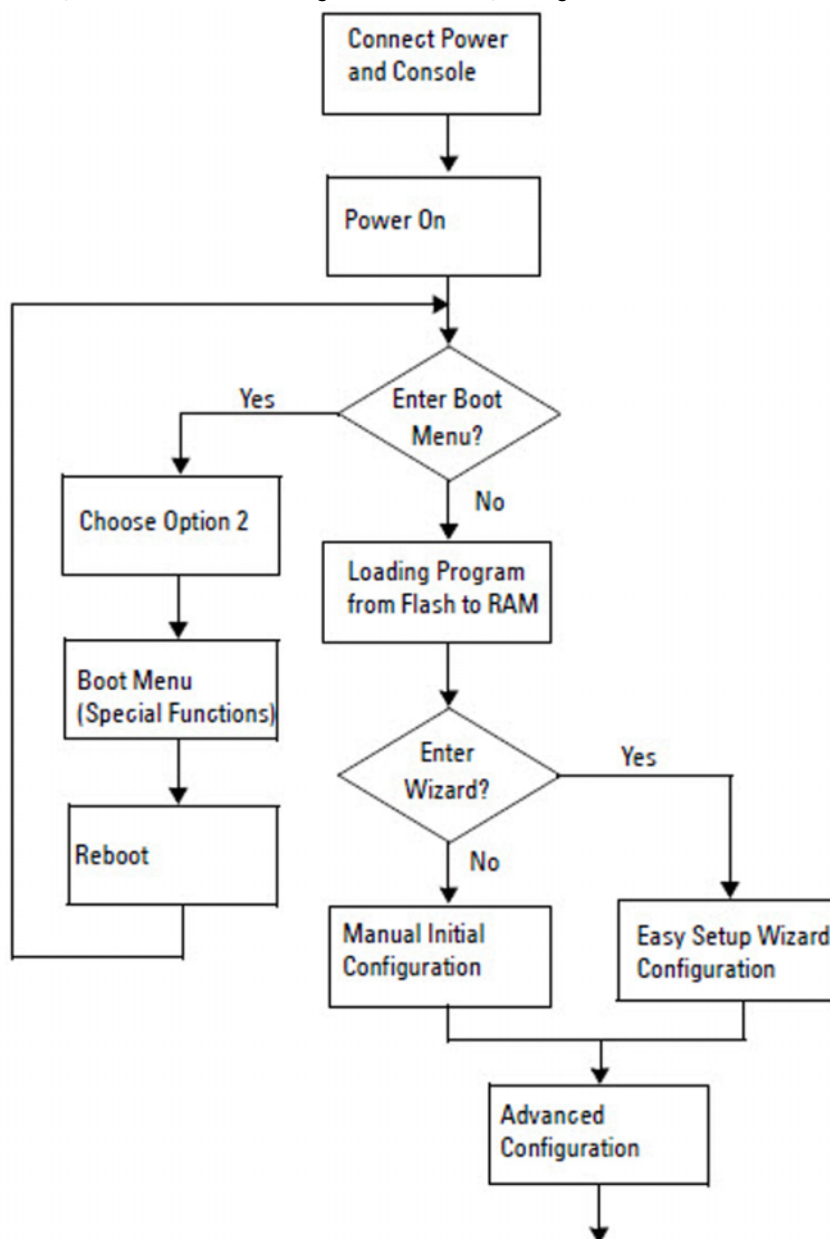 Connect Power
and Console
Power On
Enter Boot
Menu?
Yes
No
Choose Option 2
Loading Program
from Flash to RAM
Boot Menu
(Special Functions)
Enter
Wizard?
Yes
No
Reboot
Manual Initial
Configuration
Easy Setup Wizard
Configuration
Advanced
Configuration